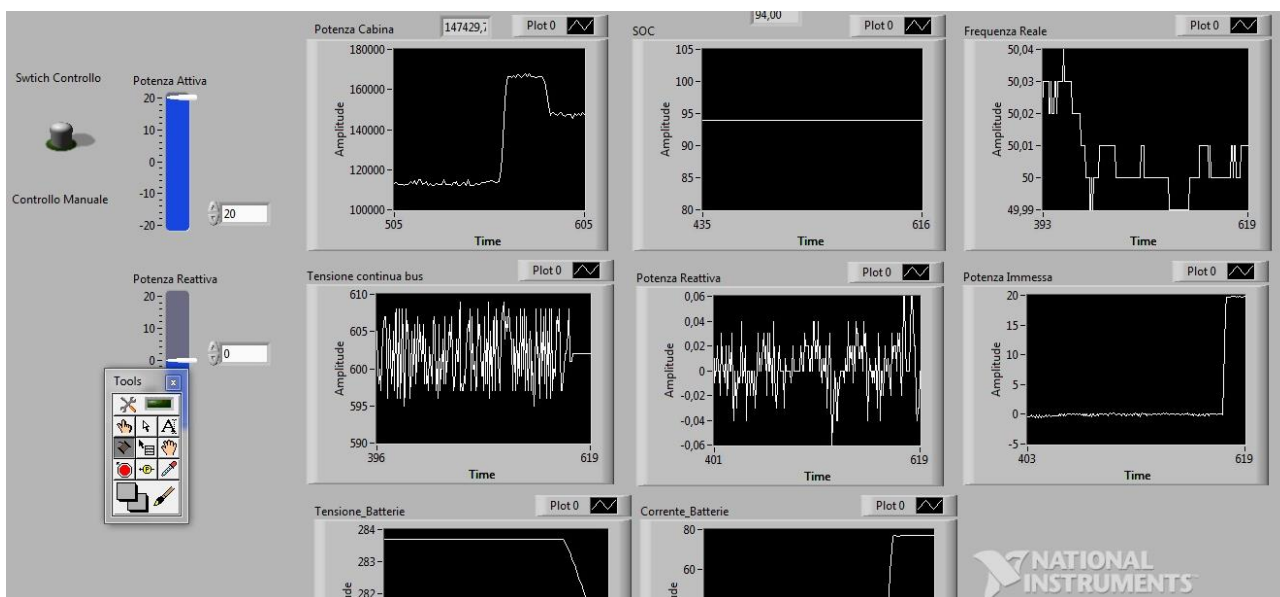 Swtich Controllo
Controllo Manuale
Potenza Attiva
20
10
0
-10
-20
20
Potenza Reattiva
20
10
0
0
Tools
Potenza Cabina
Plot 0
Amplitude
180000
160000
140000
120000
100000
505
605
Time
94,00
SOC
Plot 0
Amplitude
105
100
95
90
85
80
435
616
Time
Frequenza Reale
Plot 0
Amplitude
50,04
50,03
50,02
50,01
50
49,99
393
619
Time
Tensione continua bus
Plot 0
Amplitude
610
605
600
595
590
396
619
Time
Potenza Reattiva
Plot 0
Amplitude
0,06
0,04
0,02
0
-0,02
-0,04
-0,06
401
619
Time
Potenza Immessa
Plot 0
Amplitude
20
15
10
5
0
-5
403
619
Time
Tensione_Batterie
Plot 0
284
283
282
Corrente_Batterie
Plot 0
80
60
NATIONAL
INSTRUMENTS